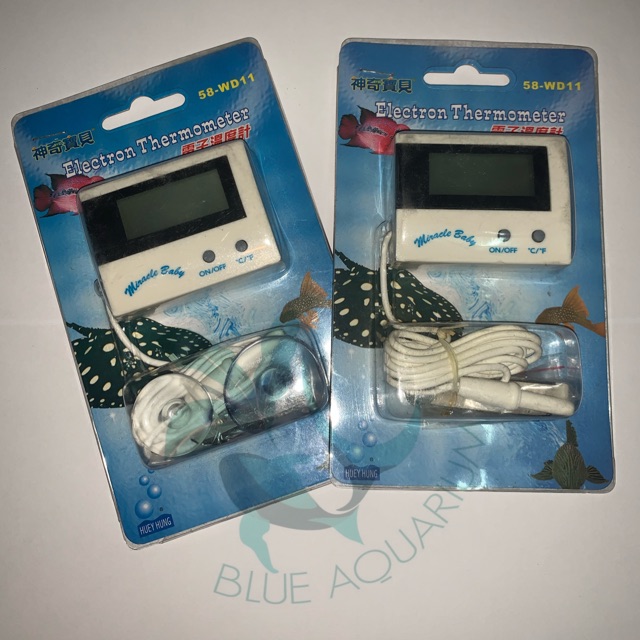 58-WD11
神奇寶貝
Electron Thermometer
電子溫度計
Miracle Baby
ON/OFF °C/°F
HUEY HUNG
58-WD11
神奇寶貝
Electron Thermometer
電子溫度計
Miracle Baby
ON/OFF °C/°F
HUEY HUNG
BLUE AQUARIUM